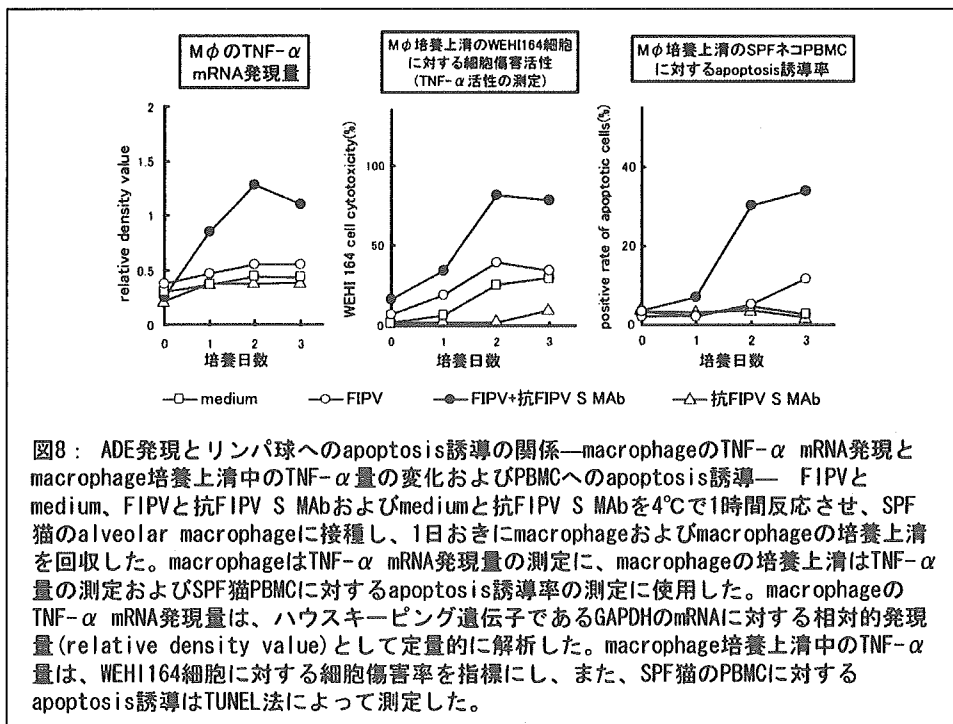 MφのTNF-α
mRNA発現量
Mφ培養上清のWEHI164細胞
に対する細胞傷害活性
(TNF-α活性の測定)
Mφ培養上清のSPFネコPBMC
に対するapoptosis誘導率
relative density value
2
1.5
1
0.5
0
0 1 2 3
培養日数
WEHI 164 cell cytotoxicity(%)
100
50
0
0 1 2 3
培養日数
positive rate of apoptotic cells(%)
40
20
0
0 1 2 3
培養日数
medium FIPV FIPV+抗FIPV S MAb 抗FIPV S MAb
図8： ADE発現とリンパ球へのapoptosis誘導の関係―macrophageのTNF-α mRNA発現と
macrophage培養上清中のTNF-α量の変化およびPBMCへのapoptosis誘導― FIPVと
medium、FIPVと抗FIPV S MAbおよびmediumと抗FIPV S MAbを4℃で1時間反応させ、SPF
猫のalveolar macrophageに接種し、1日おきにmacrophageおよびmacrophageの培養上清
を回収した。macrophageはTNF-α mRNA発現量の測定に、macrophageの培養上清はTNF-α
量の測定およびSPF猫PBMCに対するapoptosis誘導率の測定に使用した。macrophageの
TNF-α mRNA発現量は、ハウスキーピング遺伝子であるGAPDHのmRNAに対する相対的発現
量(relative density value)として定量的に解析した。macrophage培養上清中のTNF-α
量は、WEHI164細胞に対する細胞傷害率を指標にし、また、SPF猫のPBMCに対する
apoptosis誘導はTUNEL法によって測定した。